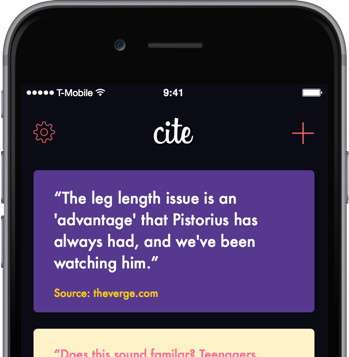 T-Mobile 9:41
cite
“The leg length issue is an
'advantage' that Pistorius has
always had, and we've been
watching him.”
Source: theverge.com
“Does this sound familar? Teenagers